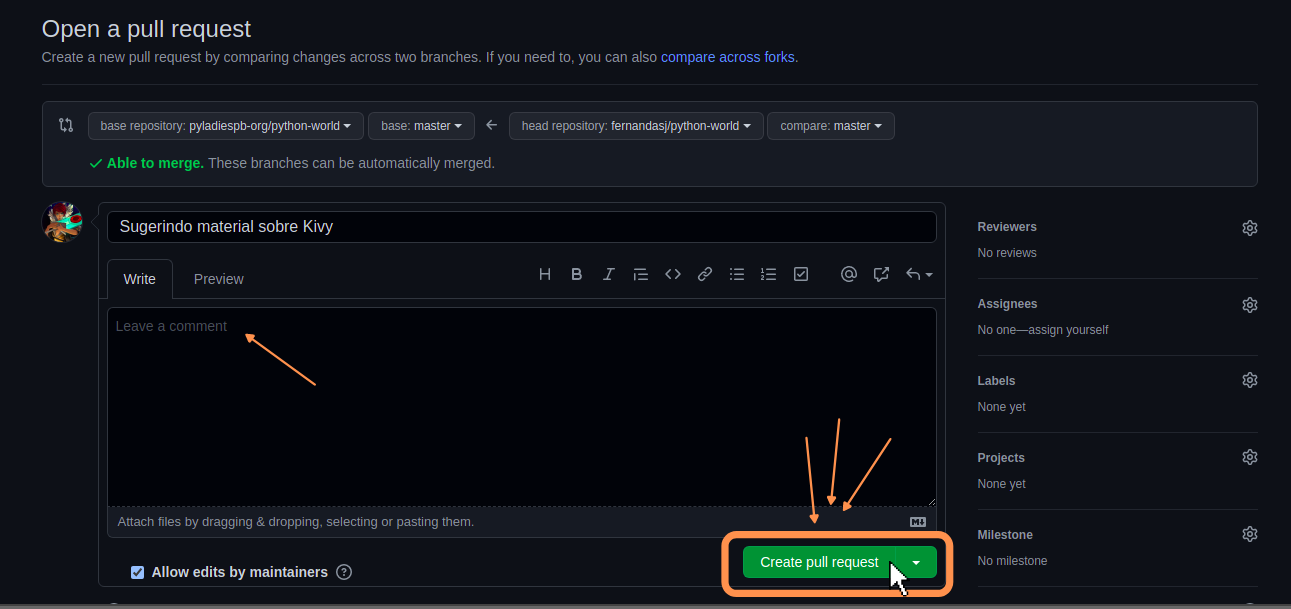 Open a pull request
Create a new pull request by comparing changes across two branches. If you need to, you can also compare across forks.
base repository: pyladiespb-org/python-world base: master head repository: fernandasj/python-world compare: master
Able to merge. These branches can be automatically merged.
Sugerindo material sobre Kivy
Write Preview
Leave a comment
Attach files by dragging & dropping, selecting or pasting them.
Allow edits by maintainers
Create pull request
Reviewers
No reviews
Assignees
No one—assign yourself
Labels
None yet
Projects
None yet
Milestone
No milestone